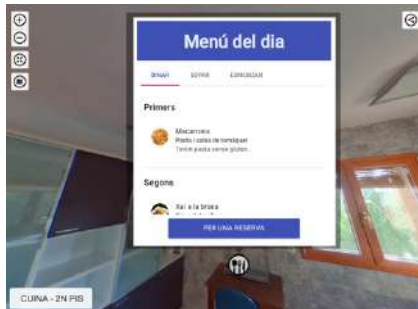 Menú del dia
DINAR SOPAR ESMORZAR
Primers
Macarrons
Pasta i salsa de tomàquet
Tenim pasta sense gluten.
Segons
Xai a la brasa
PER UNA RESERVA
CUINA - 2N PIS